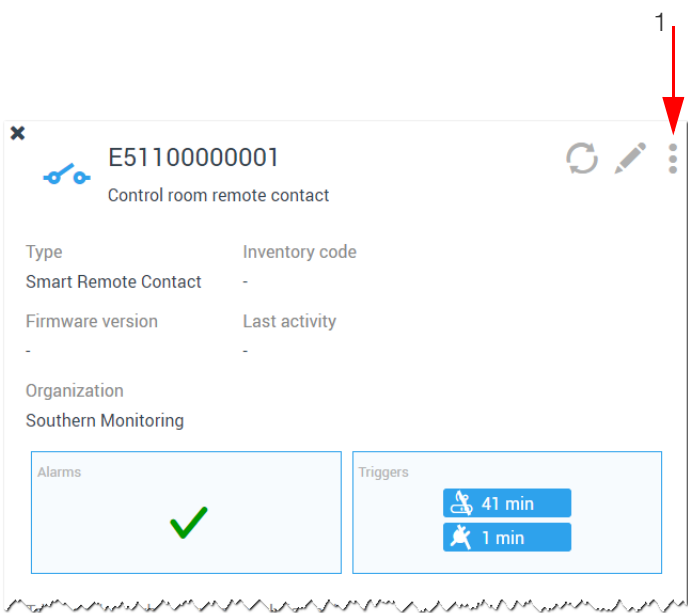 1
E51100000001
Control room remote contact
Type Inventory code
Smart Remote Contact -
Firmware version Last activity
- -
Organization
Southern Monitoring
Alarms Triggers
41 min
1 min